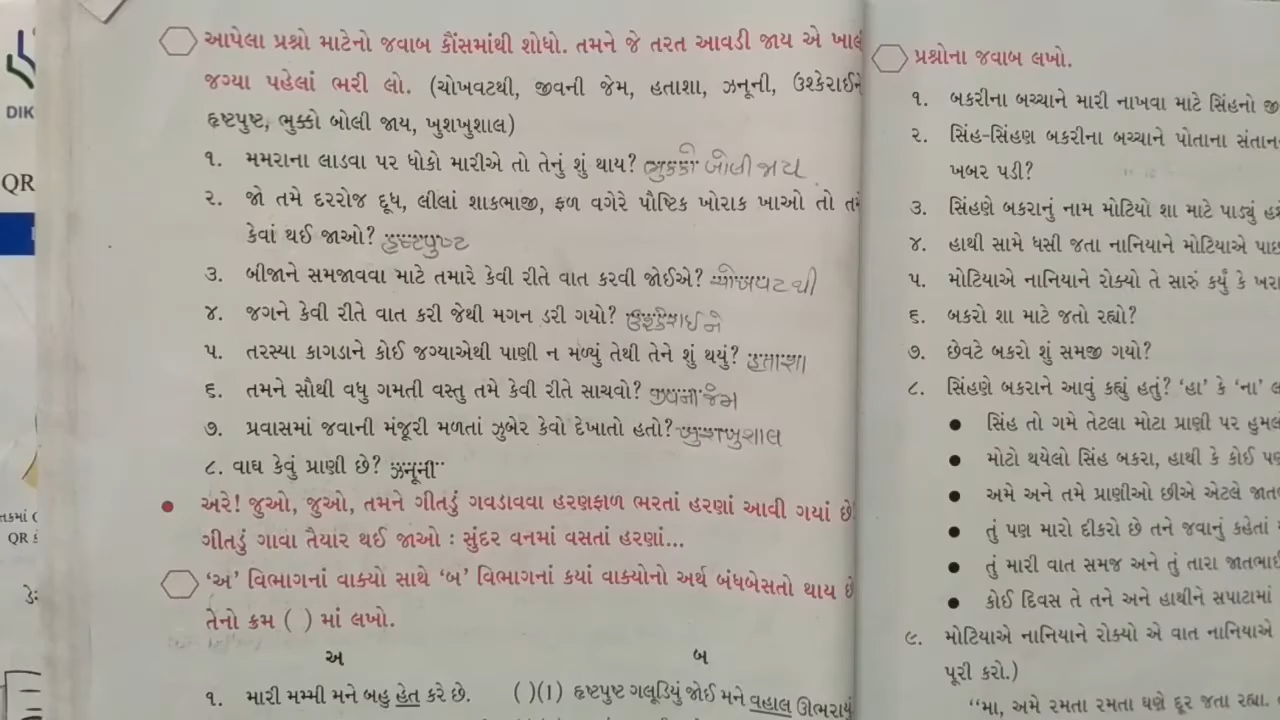 આપેલા પ્રશ્નો માટેનો જવાબ કૌંસમાંથી શોધો. તમને જે તરત આવડી જાય એ
જગ્યા પહેલાં ભરી લો. (ચોખવટથી, જીવની જેમ, હતાશા, ઝનૂની, ઉશ્કેરાઈને
હૃષ્ટપુષ્ટ, ભુક્કો બોલી જાય, ખુશખુશાલ)
૧. મમરાના લાડવા પર ધોકો મારીએ તો તેનું શું થાય? ભુક્કો બોલી જાય
૨. જો તમે દરરોજ દૂધ, લીલાં શાકભાજી, ફળ વગેરે પૌષ્ટિક ખોરાક ખાઓ તો
કેવાં થઈ જાઓ? હૃષ્ટપુષ્ટ
૩. બીજાને સમજાવવા માટે તમારે કેવી રીતે વાત કરવી જોઈએ? ચોખવટથી
૪. જગને કેવી રીતે વાત કરી જેથી મગન ડરી ગયો? ઉશ્કેરાઈને
૫. તરસ્યા કાગડાને કોઈ જગ્યાએથી પાણી ન મળ્યું તેથી તેને શું થયું? હતાશા
૬. તમને સૌથી વધુ ગમતી વસ્તુ તમે કેવી રીતે સાચવો? જીવની જેમ
૭. પ્રવાસમાં જવાની મંજૂરી મળતાં ઝુબેર કેવો દેખાતો હતો? ખુશખુશાલ
૮. વાઘ કેવું પ્રાણી છે? ઝનૂની
● અરે! જુઓ, જુઓ, તમને ગીતડું ગવડાવવા હરણફાળ ભરતાં હરણાં આવી ગયાં છે
ગીતડું ગાવા તૈયાર થઈ જાઓ : સુંદર વનમાં વસતાં હરણાં...
'અ' વિભાગનાં વાક્યો સાથે 'બ' વિભાગનાં કયાં વાક્યોનો અર્થ બંધબેસતો થાય છે
તેનો ક્રમ ( ) માં લખો.
અ બ
૧. મારી મમ્મી મને બહુ હેત કરે છે. ( )(1) હૃષ્ટપુષ્ટ ગલૂડિયું જોઈ મને વહાલ ઊભરાયું
પ્રશ્નોના જવાબ લખો.
૧. બકરીના બચ્ચાને મારી નાખવા માટે સિંહનો
૨. સિંહ-સિંહણ બકરીના બચ્ચાને પોતાના સંતાન
ખબર પડી?
૩. સિંહણે બકરાનું નામ મોટિયો શા માટે પાડ્યું
૪. હાથી સામે ધસી જતા નાનિયાને મોટિયાએ
૫. મોટિયાએ નાનિયાને રોક્યો તે સારું કર્યું કે
૬. બકરો શા માટે જતો રહ્યો?
૭. છેવટે બકરો શું સમજી ગયો?
૮. સિંહણે બકરાને આવું કહ્યું હતું? 'હા' કે 'ના'
● સિંહ તો ગમે તેટલા મોટા પ્રાણી પર
● મોટો થયેલો સિંહ બકરા, હાથી કે કોઈ
● અમે અને તમે પ્રાણીઓ છીએ એટલે
● તું પણ મારો દીકરો છે તને જવાનું કહેતાં
● તું મારી વાત સમજ અને તું તારા
● કોઈ દિવસ તે તને અને હાથીને સપાટામાં
૯. મોટિયાએ નાનિયાને રોક્યો એ વાત નાનિયાએ
પૂરી કરો.)
"મા, અમે રમતા રમતા ઘણે દૂર જતા રહ્યા.
DIK
QR
QR